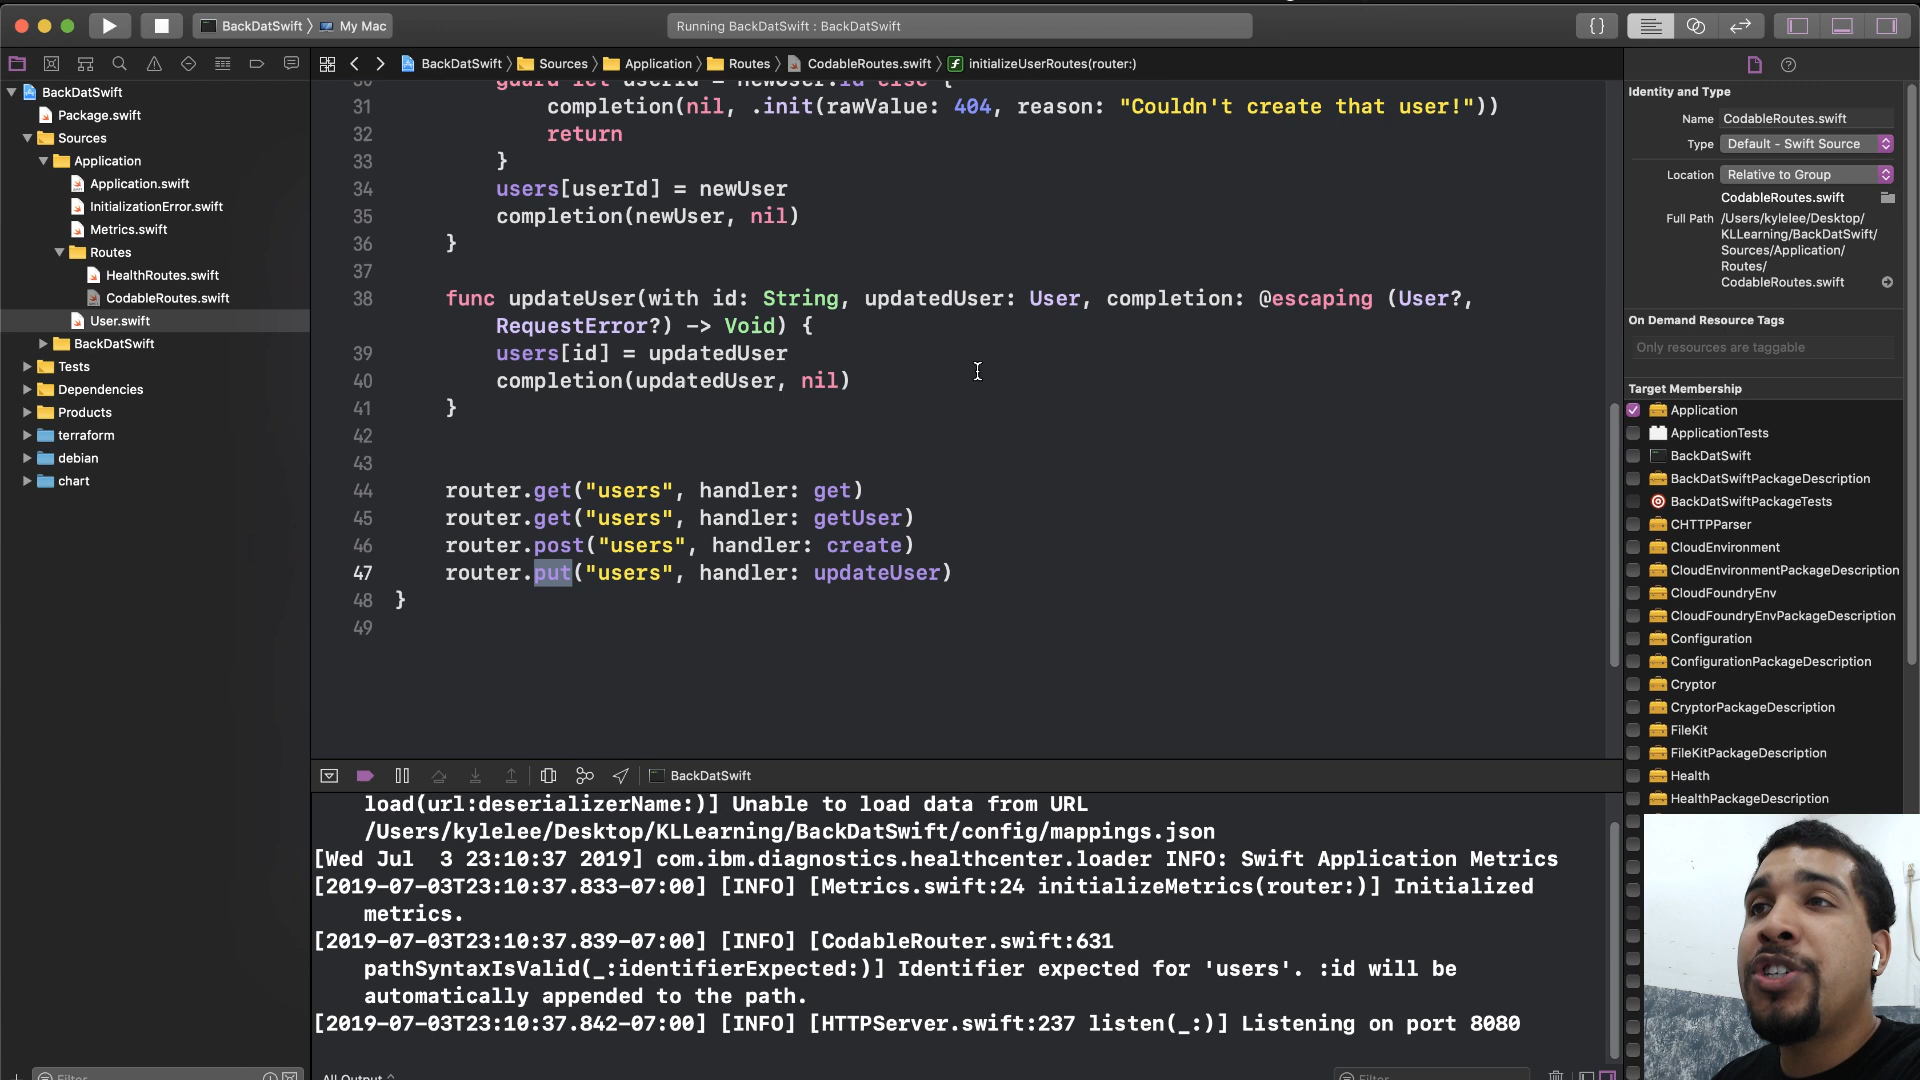 BackDatSwift
My Mac
Running BackDatSwift : BackDatSwift
{}
BackDatSwift
Package.swift
Sources
Application
Application.swift
InitializationError.swift
Metrics.swift
Routes
HealthRoutes.swift
CodableRoutes.swift
User.swift
BackDatSwift
Tests
Dependencies
Products
terraform
debian
chart
BackDatSwift
Sources
Application
Routes
CodableRoutes.swift
initializeUserRoutes(router:)
30 guard let userId = newUser.id else {
31 completion(nil, .init(rawValue: 404, reason: "Couldn't create that user!"))
32 return
33 }
34 users[userId] = newUser
35 completion(newUser, nil)
36 }
37
38 func updateUser(with id: String, updatedUser: User, completion: @escaping (User?,
RequestError?) -> Void) {
39 users[id] = updatedUser
40 completion(updatedUser, nil)
41 }
42
43
44 router.get("users", handler: get)
45 router.get("users", handler: getUser)
46 router.post("users", handler: create)
47 router.put("users", handler: updateUser)
48 }
49
BackDatSwift
load(url:deserializerName:)] Unable to load data from URL
/Users/kylelee/Desktop/KLLearning/BackDatSwift/config/mappings.json
[Wed Jul  3 23:10:37 2019] com.ibm.diagnostics.healthcenter.loader INFO: Swift Application Metrics
[2019-07-03T23:10:37.833-07:00] [INFO] [Metrics.swift:24 initializeMetrics(router:)] Initialized
metrics.
[2019-07-03T23:10:37.839-07:00] [INFO] [CodableRouter.swift:631
pathSyntaxIsValid(_:identifierExpected:)] Identifier expected for 'users'. :id will be
automatically appended to the path.
[2019-07-03T23:10:37.842-07:00] [INFO] [HTTPServer.swift:237 listen(_:)] Listening on port 8080
Filter
All Output
Filter
Identity and Type
Name CodableRoutes.swift
Type Default - Swift Source
Location Relative to Group
CodableRoutes.swift
Full Path /Users/kylelee/Desktop/
KLLearning/BackDatSwift/
Sources/Application/
Routes/
CodableRoutes.swift
On Demand Resource Tags
Only resources are taggable
Target Membership
Application
ApplicationTests
BackDatSwift
BackDatSwiftPackageDescription
BackDatSwiftPackageTests
CHTTPParser
CloudEnvironment
CloudEnvironmentPackageDescription
CloudFoundryEnv
CloudFoundryEnvPackageDescription
Configuration
ConfigurationPackageDescription
Cryptor
CryptorPackageDescription
FileKit
FileKitPackageDescription
Health
HealthPackageDescription